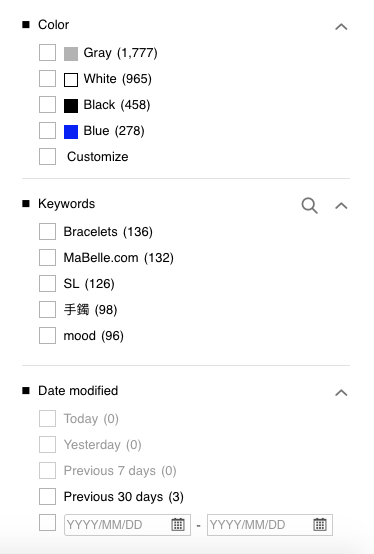 Color
Gray (1,777)
White (965)
Black (458)
Blue (278)
Customize
Keywords
Bracelets (136)
MaBelle.com (132)
SL (126)
手鐲 (98)
mood (96)
Date modified
Today (0)
Yesterday (0)
Previous 7 days (0)
Previous 30 days (3)
YYYY/MM/DD - YYYY/MM/DD